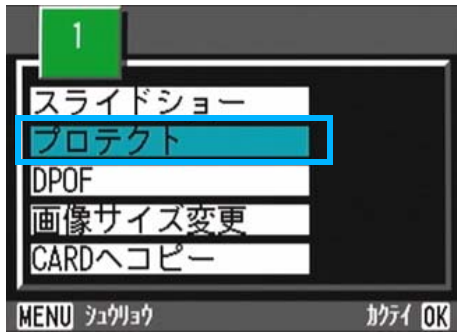 1
スライドショー
プロテクト
DPOF
画像サイズ変更
CARDへコピー
MENU ｼｭｳﾘｮｳ ｶｸﾃｲ OK